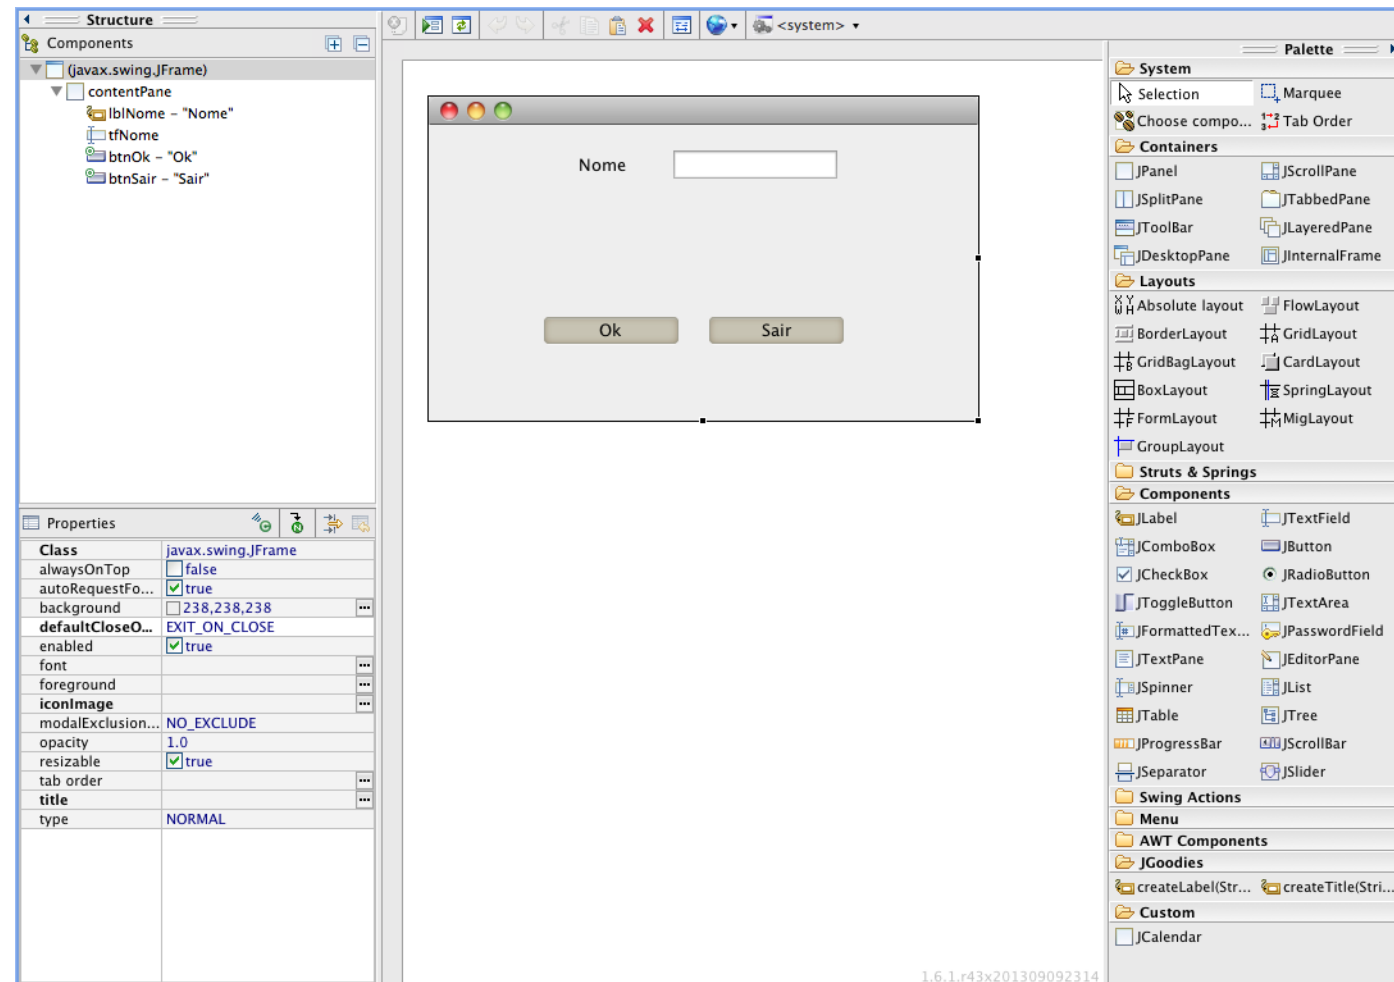 Structure
Components
(javax.swing.JFrame)
contentPane
lblNome - "Nome"
tfNome
btnOk - "Ok"
btnSair - "Sair"
Properties
Class javax.swing.JFrame
alwaysOnTop false
autoRequestFo... true
background 238,238,238 ...
defaultCloseO... EXIT_ON_CLOSE
enabled true
font ...
foreground ...
iconImage ...
modalExclusion... NO_EXCLUDE
opacity 1.0
resizable true
tab order ...
title ...
type NORMAL
<system>
Nome
Ok Sair
1.6.1.r43x201309092314
Palette
System
Selection Marquee
Choose compo... Tab Order
Containers
JPanel JScrollPane
JSplitPane JTabbedPane
JToolBar JLayeredPane
JDesktopPane JInternalFrame
Layouts
Absolute layout FlowLayout
BorderLayout GridLayout
GridBagLayout CardLayout
BoxLayout SpringLayout
FormLayout MigLayout
GroupLayout
Struts & Springs
Components
JLabel JTextField
JComboBox JButton
JCheckBox JRadioButton
JToggleButton JTextArea
JFormattedTex... JPasswordField
JTextPane JEditorPane
JSpinner JList
JTable JTree
JProgressBar JScrollBar
JSeparator JSlider
Swing Actions
Menu
AWT Components
JGoodies
createLabel(Str... createTitle(Stri...
Custom
JCalendar